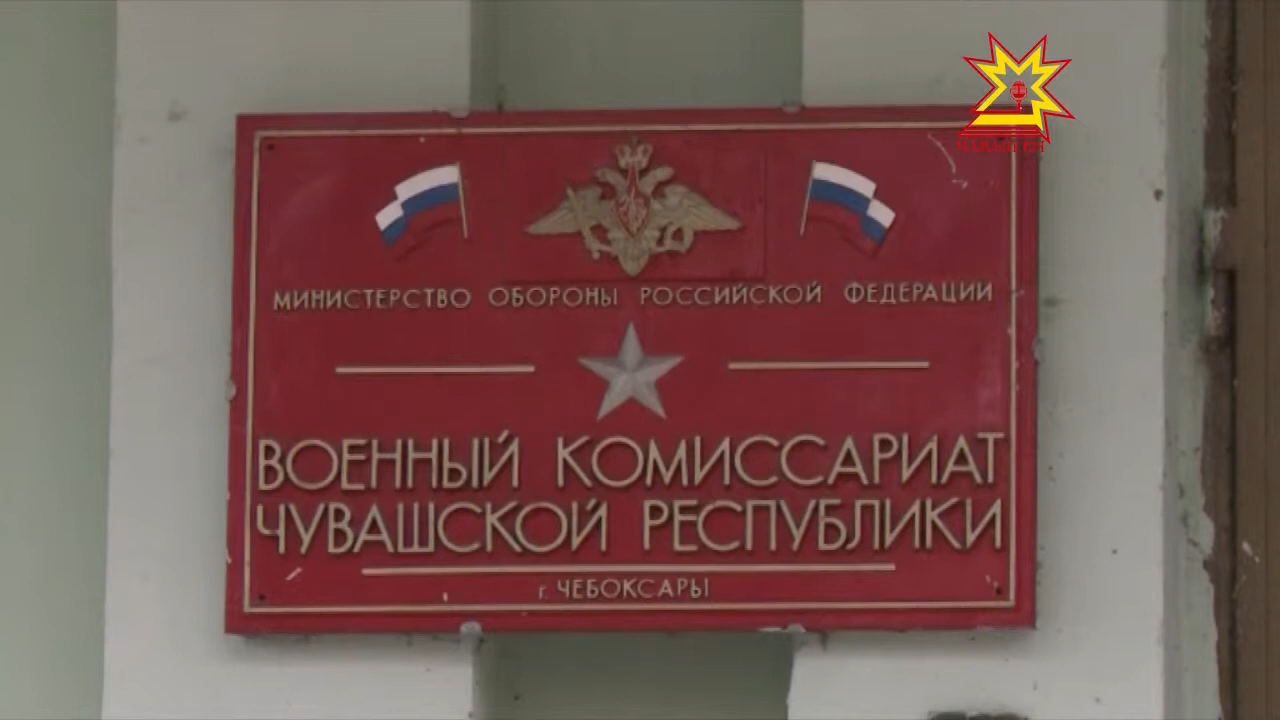 МИНИСТЕРСТВО ОБОРОНЫ РОССИЙСКОЙ ФЕДЕРАЦИИ
ВОЕННЫЙ КОМИССАРИАТ
ЧУВАШСКОЙ РЕСПУБЛИКИ
г. ЧЕБОКСАРЫ